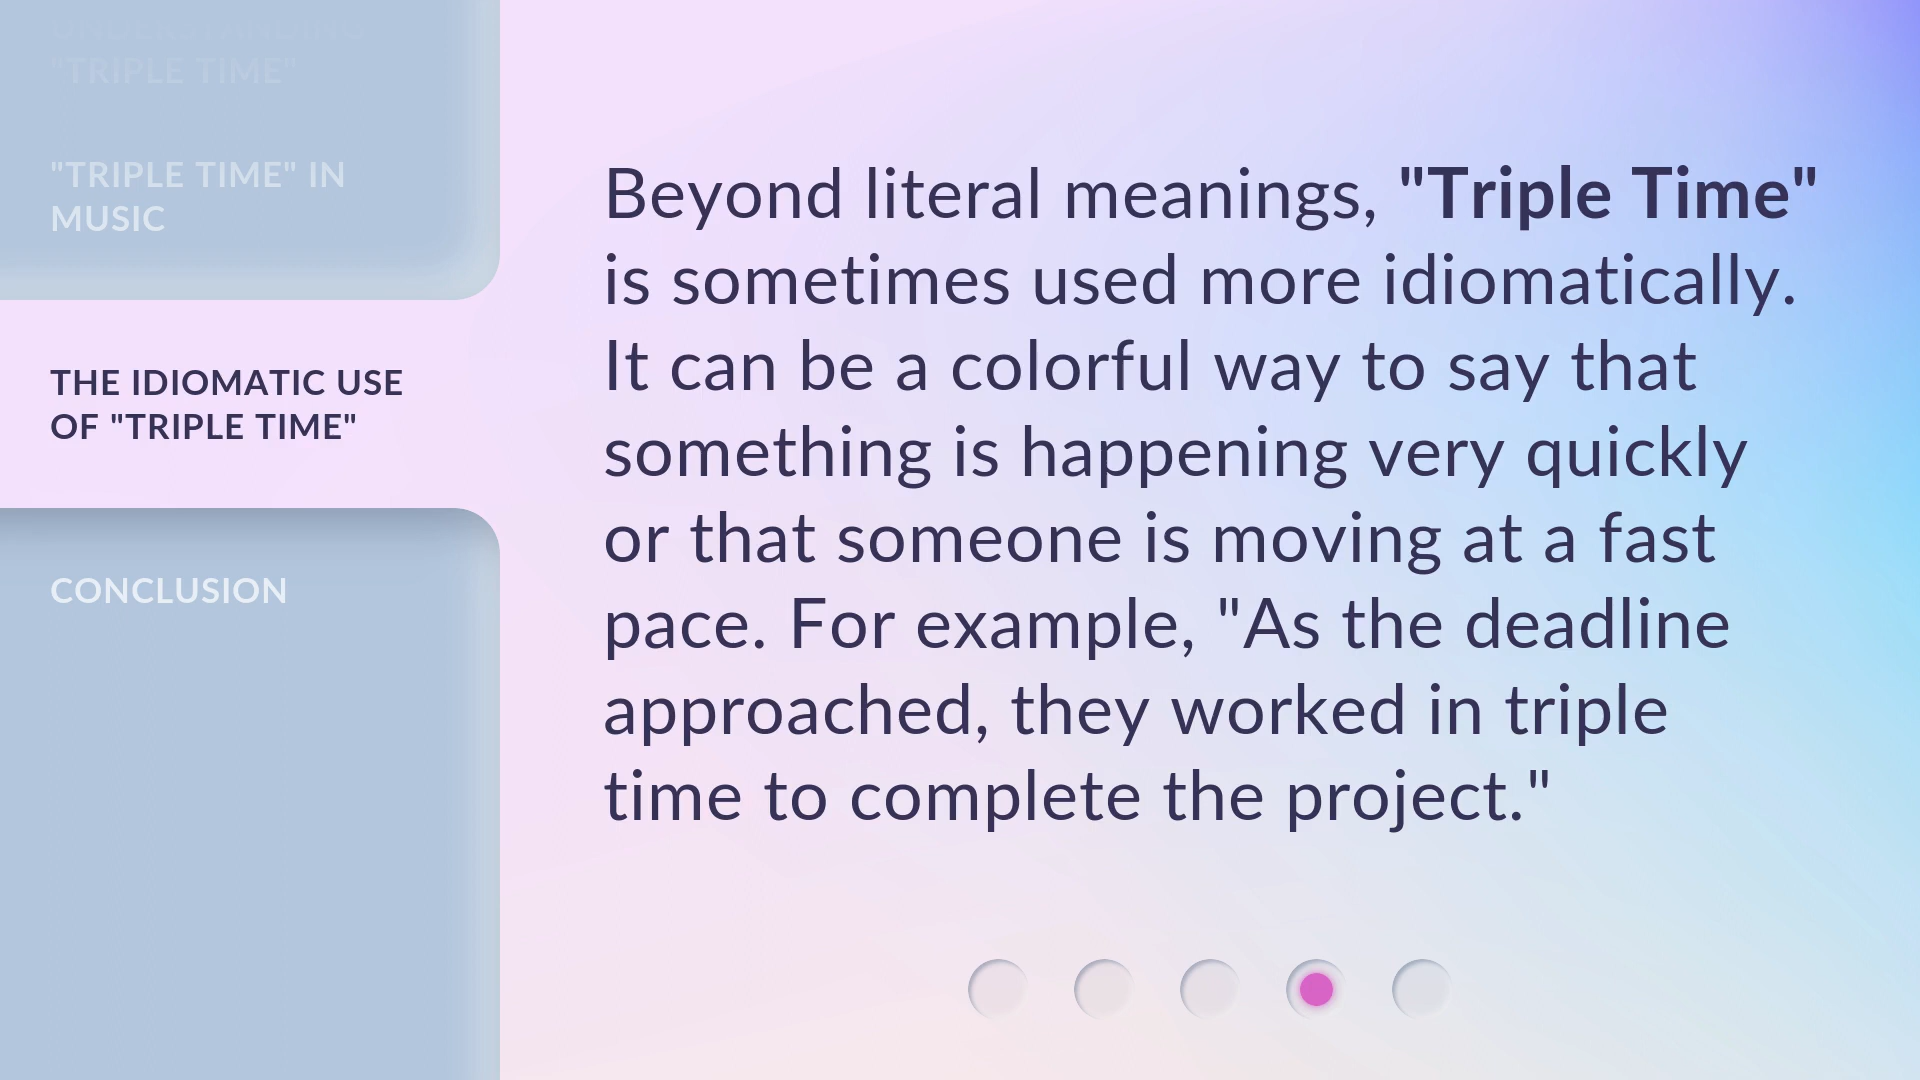 "TRIPLE TIME"
"TRIPLE TIME" IN
MUSIC
THE IDIOMATIC USE
OF "TRIPLE TIME"
CONCLUSION
Beyond literal meanings, "Triple Time"
is sometimes used more idiomatically.
It can be a colorful way to say that
something is happening very quickly
or that someone is moving at a fast
pace. For example, "As the deadline
approached, they worked in triple
time to complete the project."